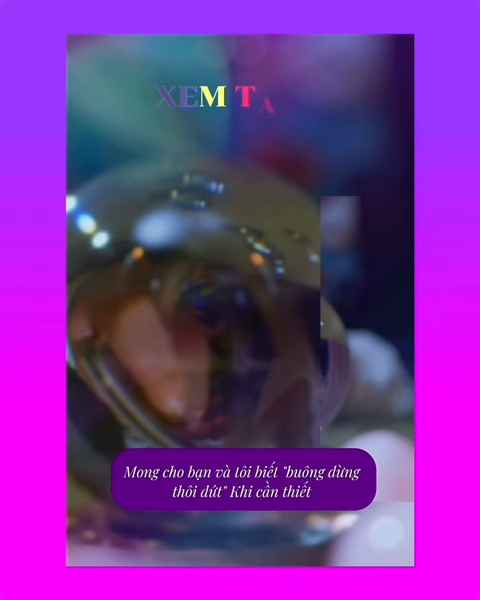 XEM TA
Mong cho bạn và tôi biết "buông dừng
thôi dứt" Khi cần thiết